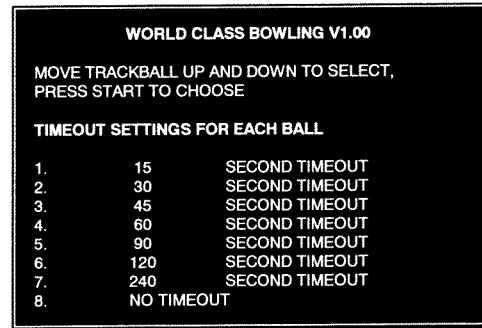 WORLD CLASS BOWLING V1.00
MOVE TRACKBALL UP AND DOWN TO SELECT,
PRESS START TO CHOOSE
TIMEOUT SETTINGS FOR EACH BALL
1. 15 SECOND TIMEOUT
2. 30 SECOND TIMEOUT
3. 45 SECOND TIMEOUT
4. 60 SECOND TIMEOUT
5. 90 SECOND TIMEOUT
6. 120 SECOND TIMEOUT
7. 240 SECOND TIMEOUT
8. NO TIMEOUT